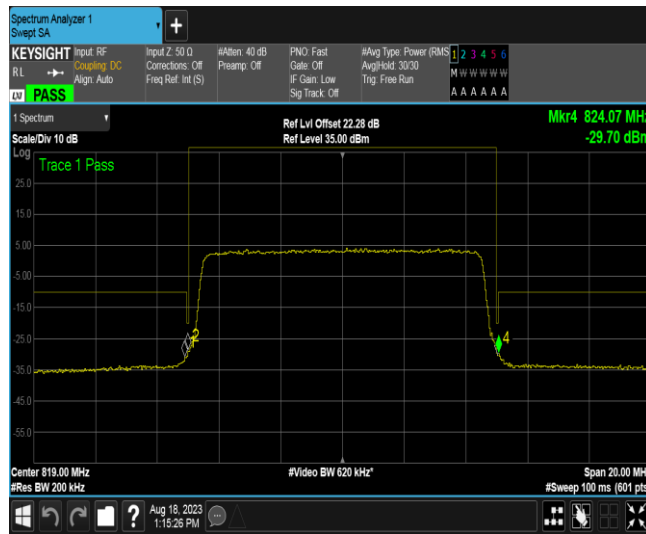 Spectrum Analyzer 1
Swept SA
+
KEYSIGHT Input: RF Input Z: 50 Ω #Atten: 40 dB PNO: Fast #Avg Type: Power (RMS 1 2 3 4 5 6
RL Coupling: DC Corrections: Off Preamp: Off Gate: Off Avg|Hold: 30/30 M W W W W W
Align: Auto Freq Ref: Int (S) IF Gain: Low Trig: Free Run
LXI PASS Sig Track: Off A A A A A A
1 Spectrum Ref Lvl Offset 22.28 dB Mkr4 824.07 MHz
Scale/Div 10 dB Ref Level 35.00 dBm -29.70 dBm
Log
Trace 1 Pass
25.0
15.0
5.00
-5.00
-15.0
-25.0
2
1
4
-35.0
-45.0
-55.0
Center 819.00 MHz #Video BW 620 kHz* Span 20.00 MH
#Res BW 200 kHz #Sweep 100 ms (601 pts
? Aug 18, 2023
1:15:26 PM